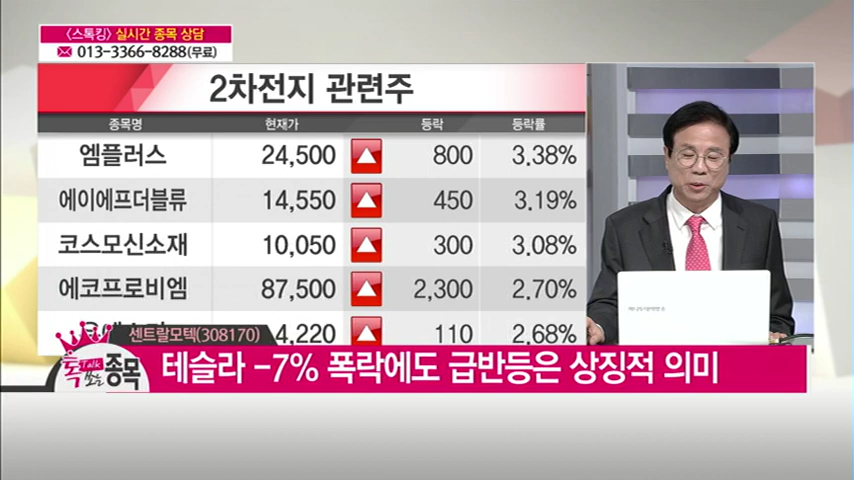 <스톡킹> 실시간 종목 상담
013-3366-8288(무료)
2차전지 관련주
종목명 현재가 등락 등락률
엠플러스 24,500 800 3.38%
에이에프더블류 14,550 450 3.19%
코스모신소재 10,050 300 3.08%
에코프로비엠 87,500 2,300 2.70%
4,220 110 2.68%
센트랄모텍(308170)
톡 Talk 쏘는 종목
테슬라 -7% 폭락에도 급반등은 상징적 의미